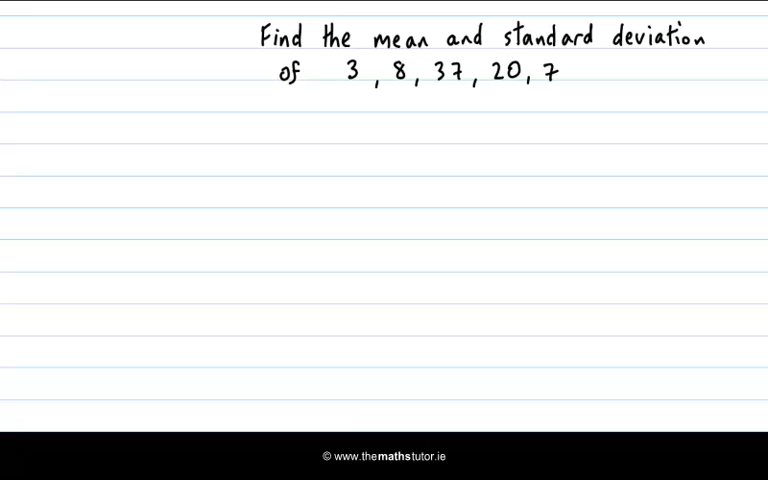 Find the mean and standard deviation
of 3, 8, 37, 20, 7
© www.themathstutor.ie